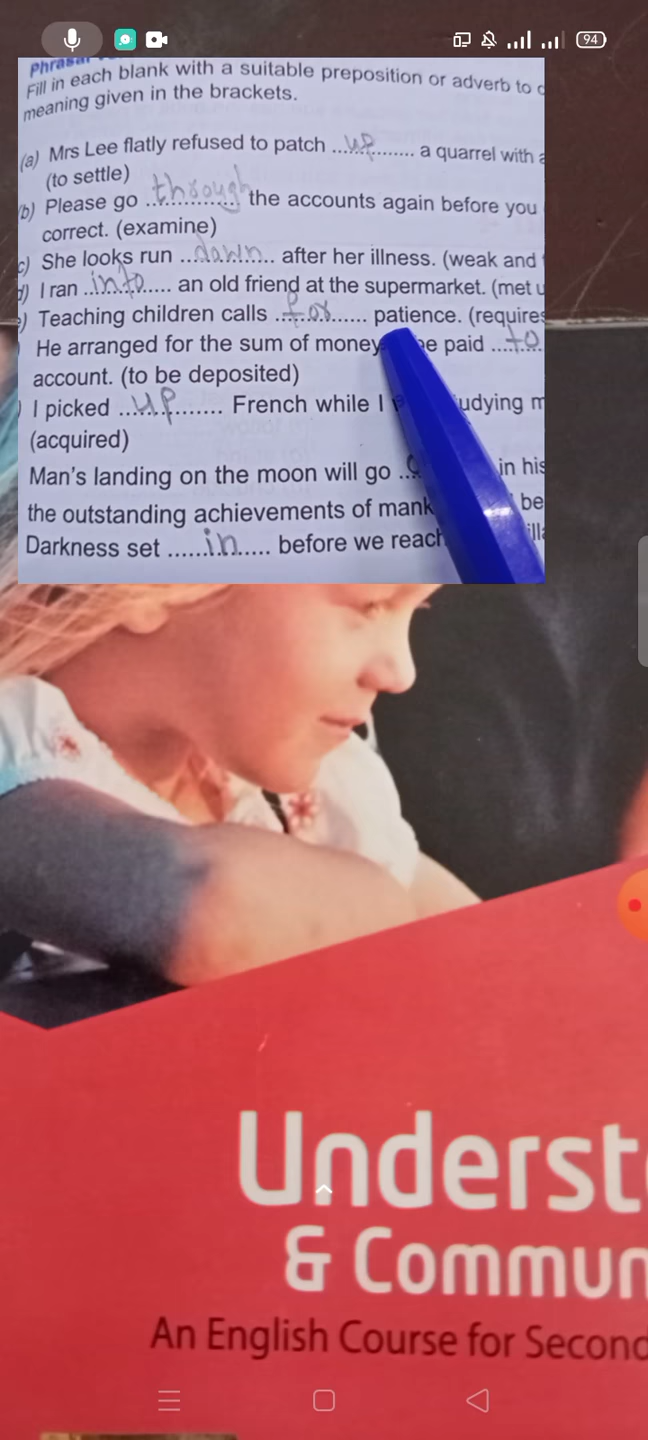 94
Phrasal
Fill in each blank with a suitable preposition or adverb to
meaning given in the brackets.
(a) Mrs Lee flatly refused to patch ...up... a quarrel with a
(to settle)
b) Please go ...through... the accounts again before you
correct. (examine)
c) She looks run ...down... after her illness. (weak and
d) I ran ...into... an old friend at the supermarket. (met u
) Teaching children calls ...for... patience. (requires
He arranged for the sum of money paid ...to...
account. (to be deposited)
) I picked ...up... French while I udying m
(acquired)
Man's landing on the moon will go ... in his
the outstanding achievements of mank be
Darkness set ...in... before we reach illa
Underst
& Commun
An English Course for Second